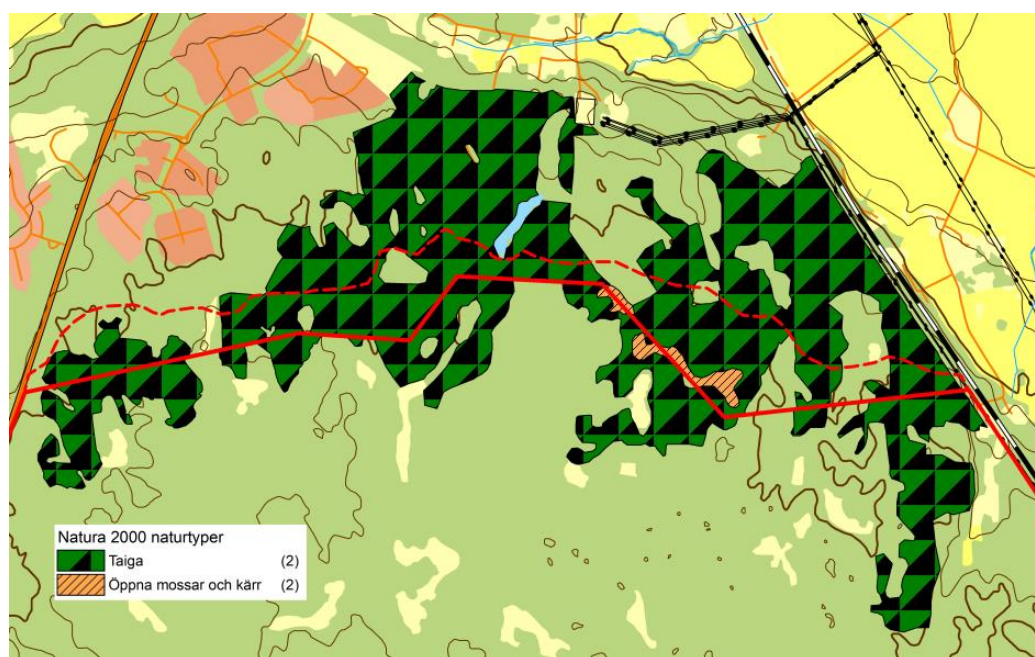 Natura 2000 naturtyper
Taiga (2)
Öppna mossar och kärr (2)